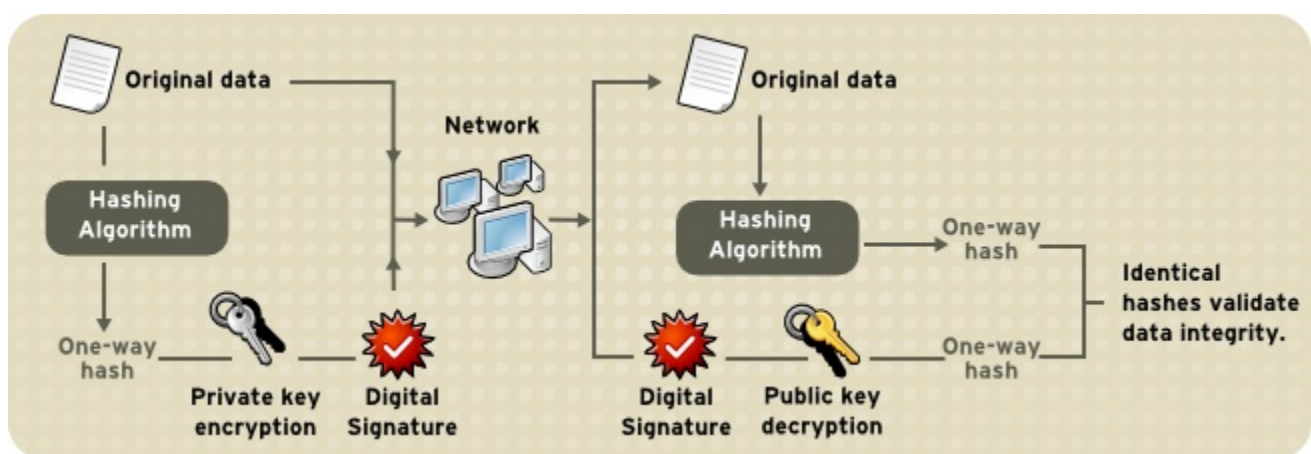 Original data
Hashing
Algorithm
One-way
hash
Private key
encryption
Digital
Signature
Network
Original data
Hashing
Algorithm
One-way
hash
Digital
Signature
Public key
decryption
One-way
hash
Identical
hashes validate
data integrity.